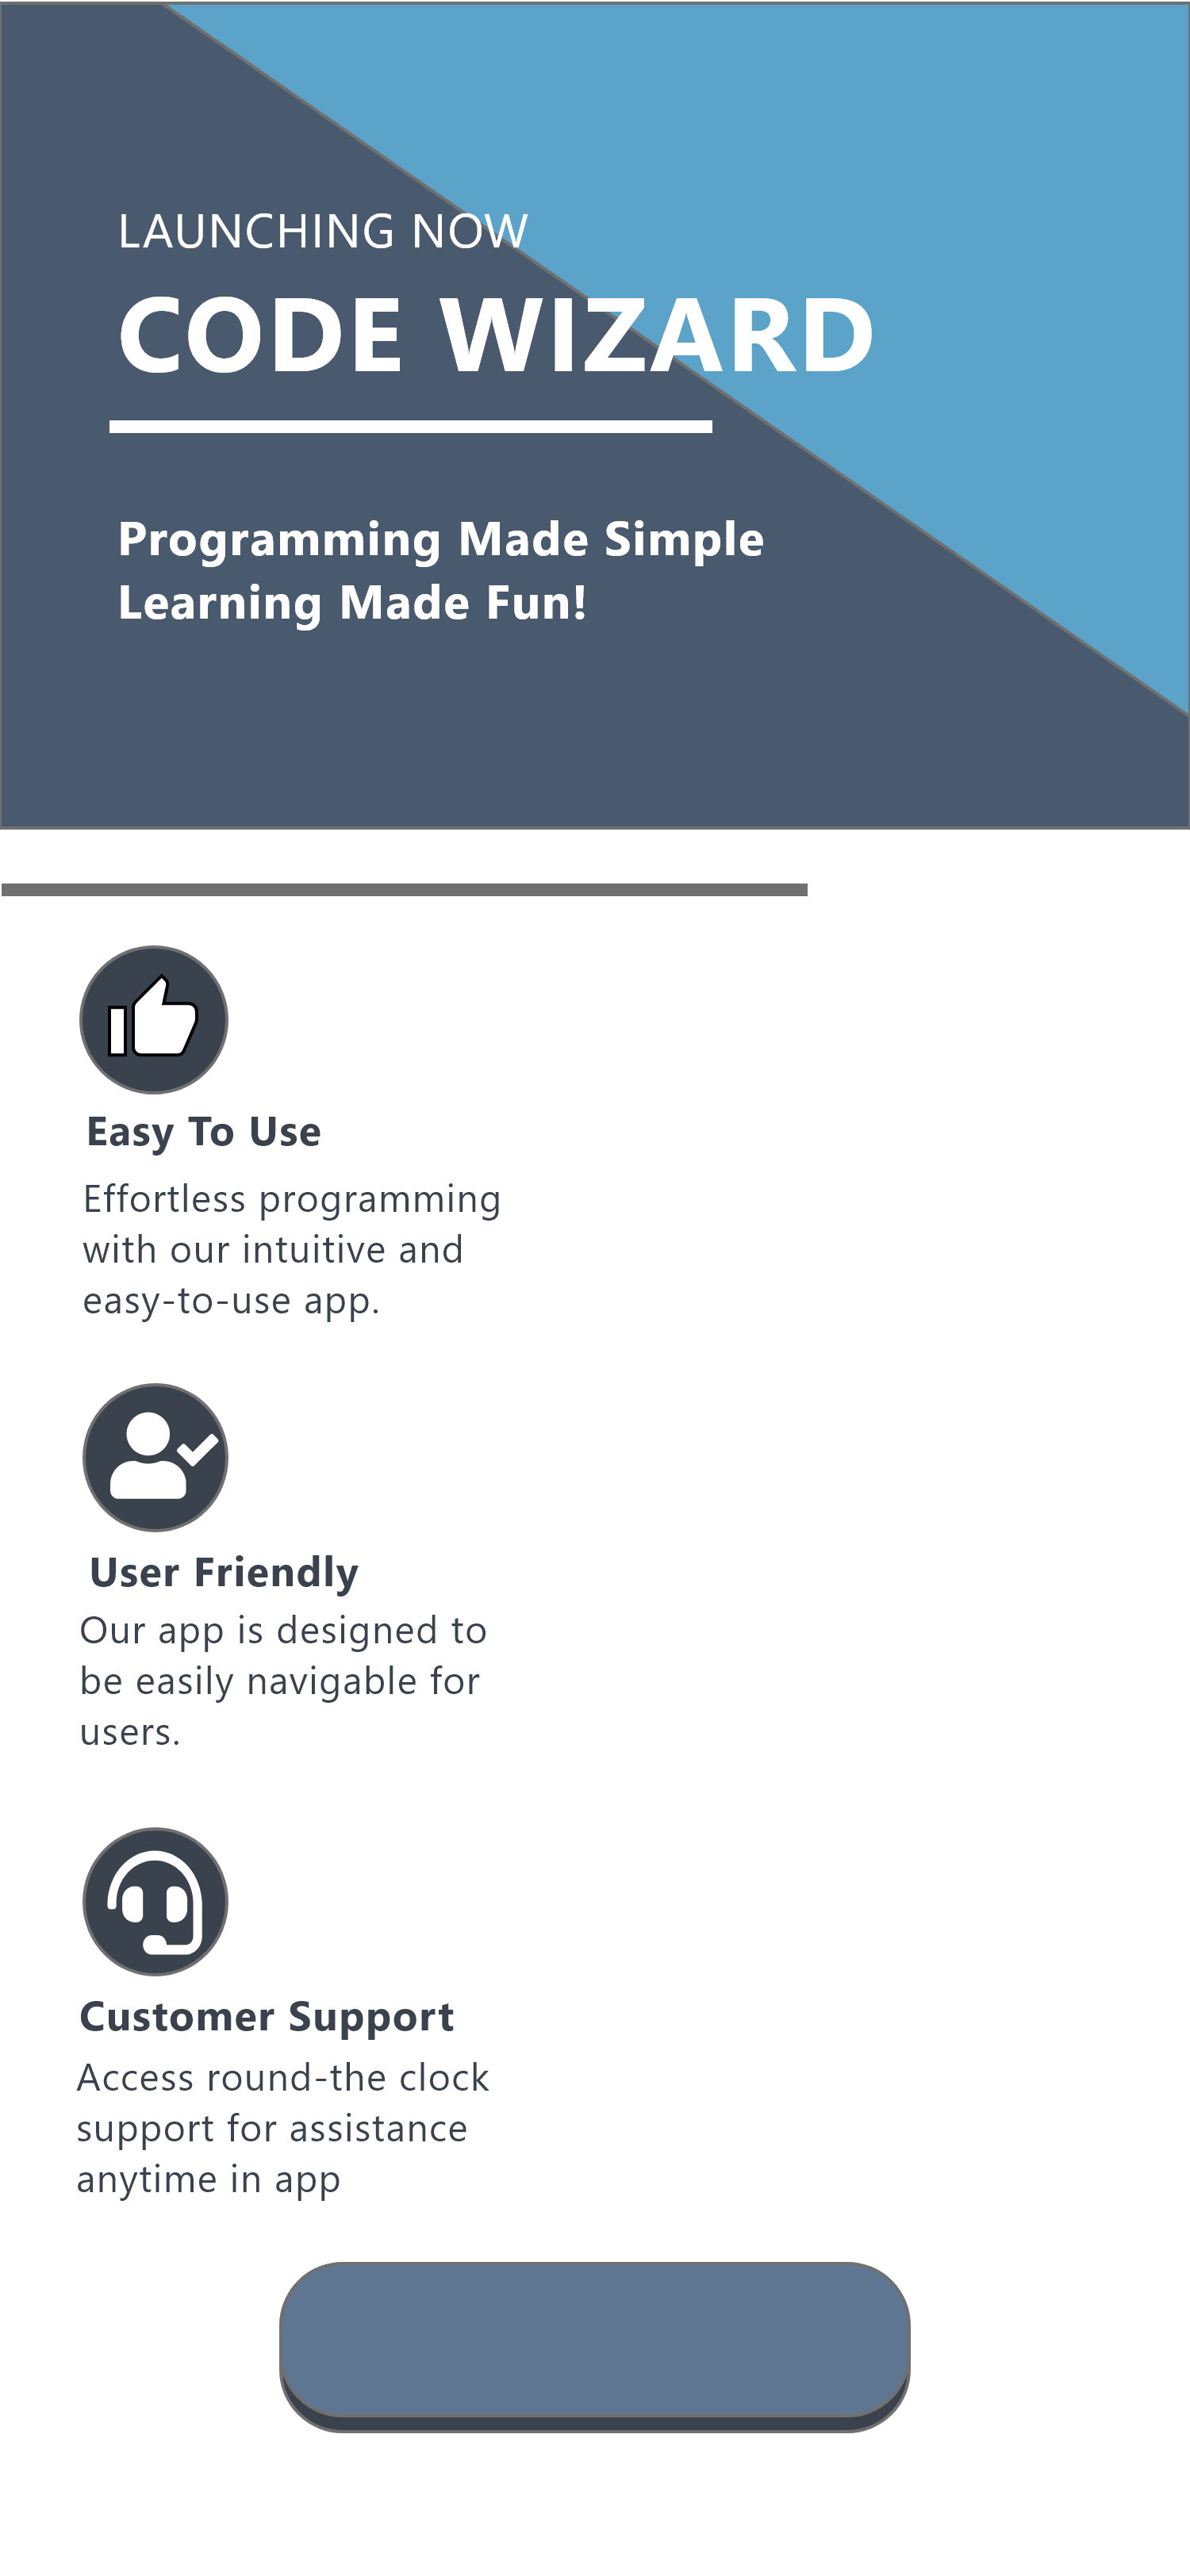 LAUNCHING NOW
CODE WIZARD
Programming Made Simple
Learning Made Fun!
Easy To Use
Effortless programming
with our intuitive and
easy-to-use app.
User Friendly
Our app is designed to
be easily navigable for
users.
Customer Support
Access round-the clock
support for assistance
anytime in app